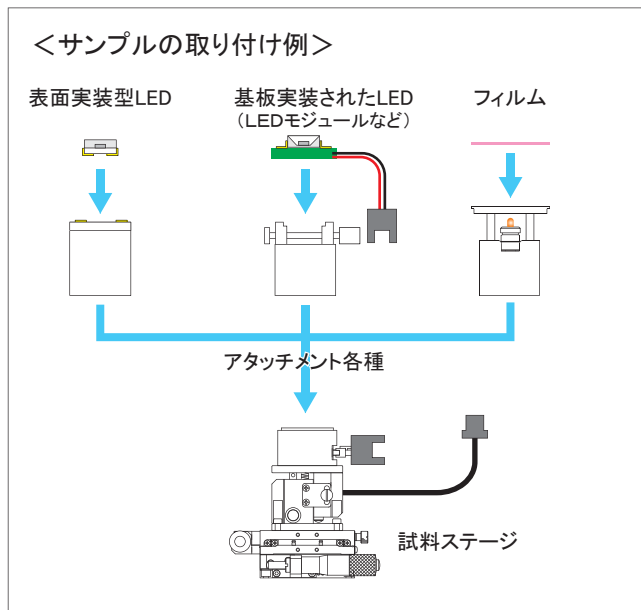 ＜サンプルの取り付け例＞
表面実装型LED
基板実装されたLED
（LEDモジュールなど）
フィルム
アタッチメント各種
試料ステージ